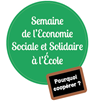 Semaine
de l'Économie
Sociale et Solidaire
à l'École
Pourquoi
coopérer ?